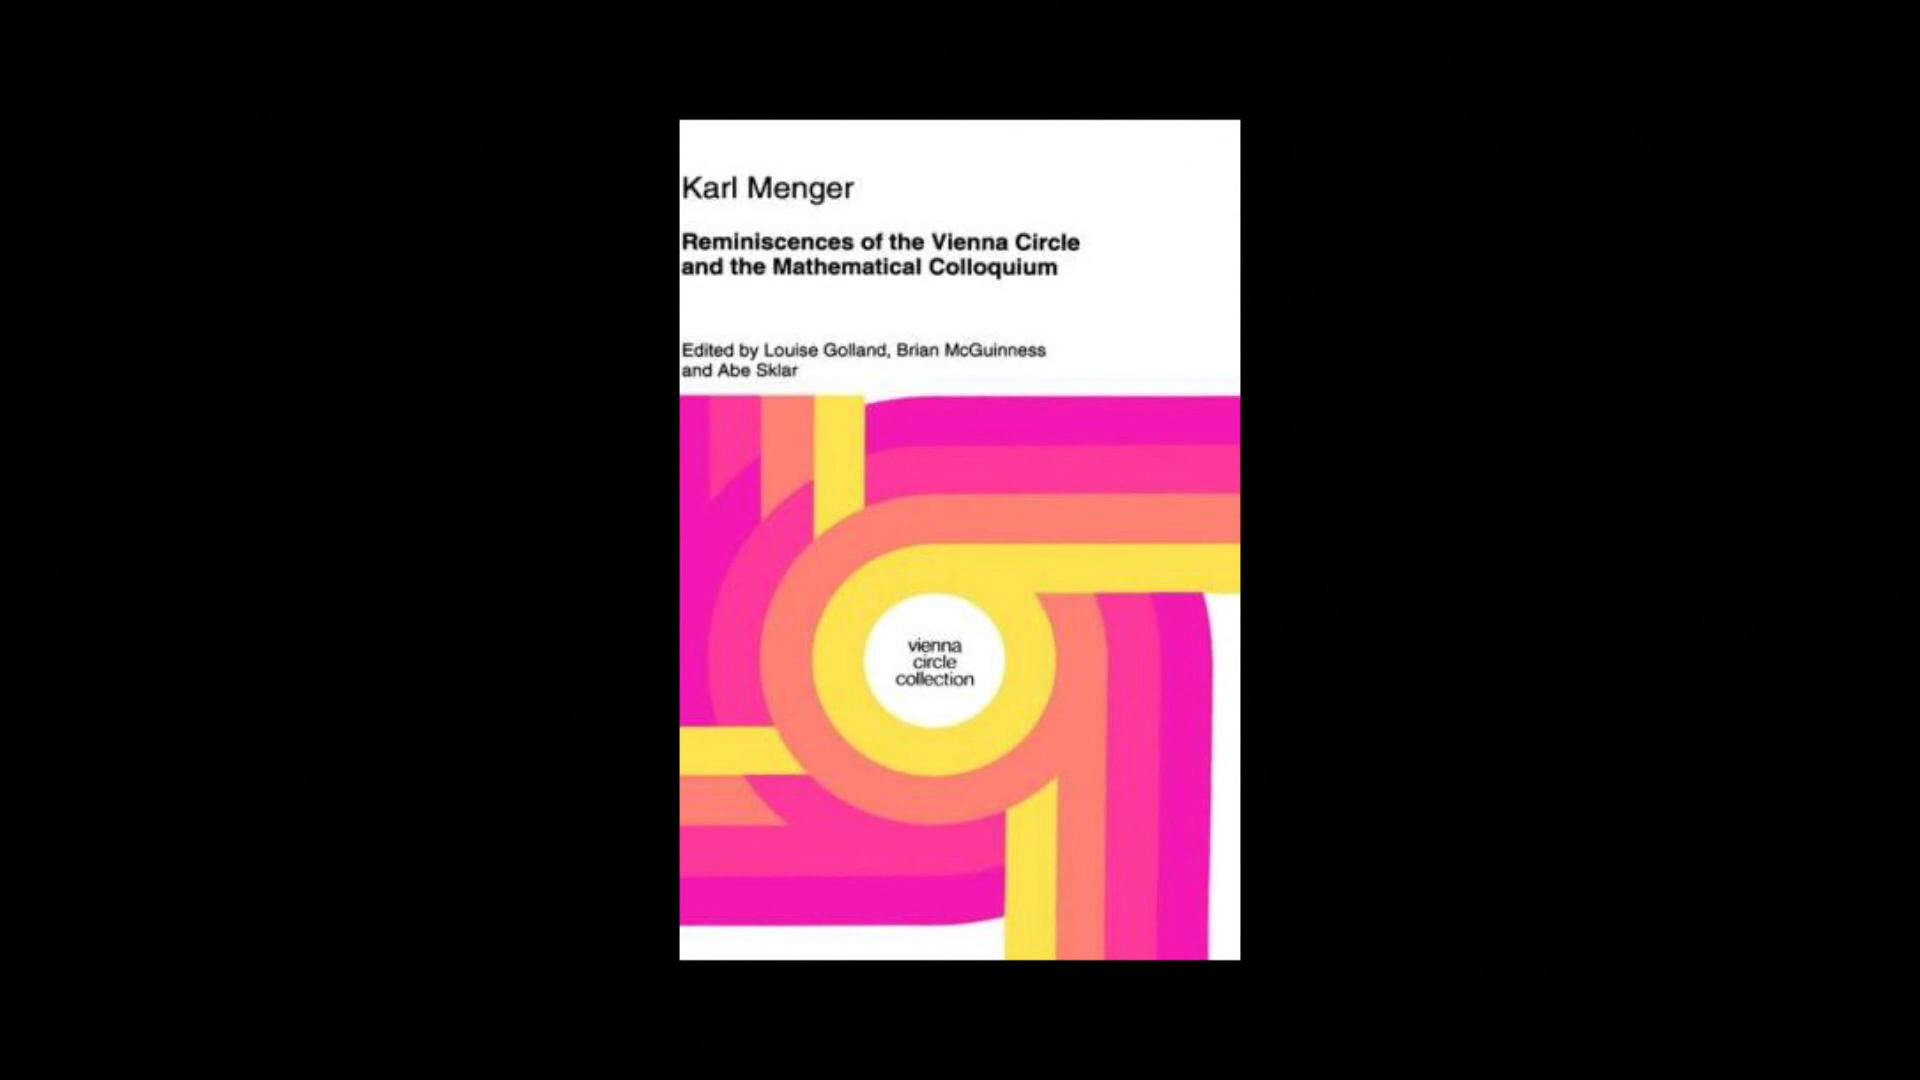 Karl Menger
Reminiscences of the Vienna Circle
and the Mathematical Colloquium
Edited by Louise Golland, Brian McGuinness
and Abe Sklar
vienna
circle
collection